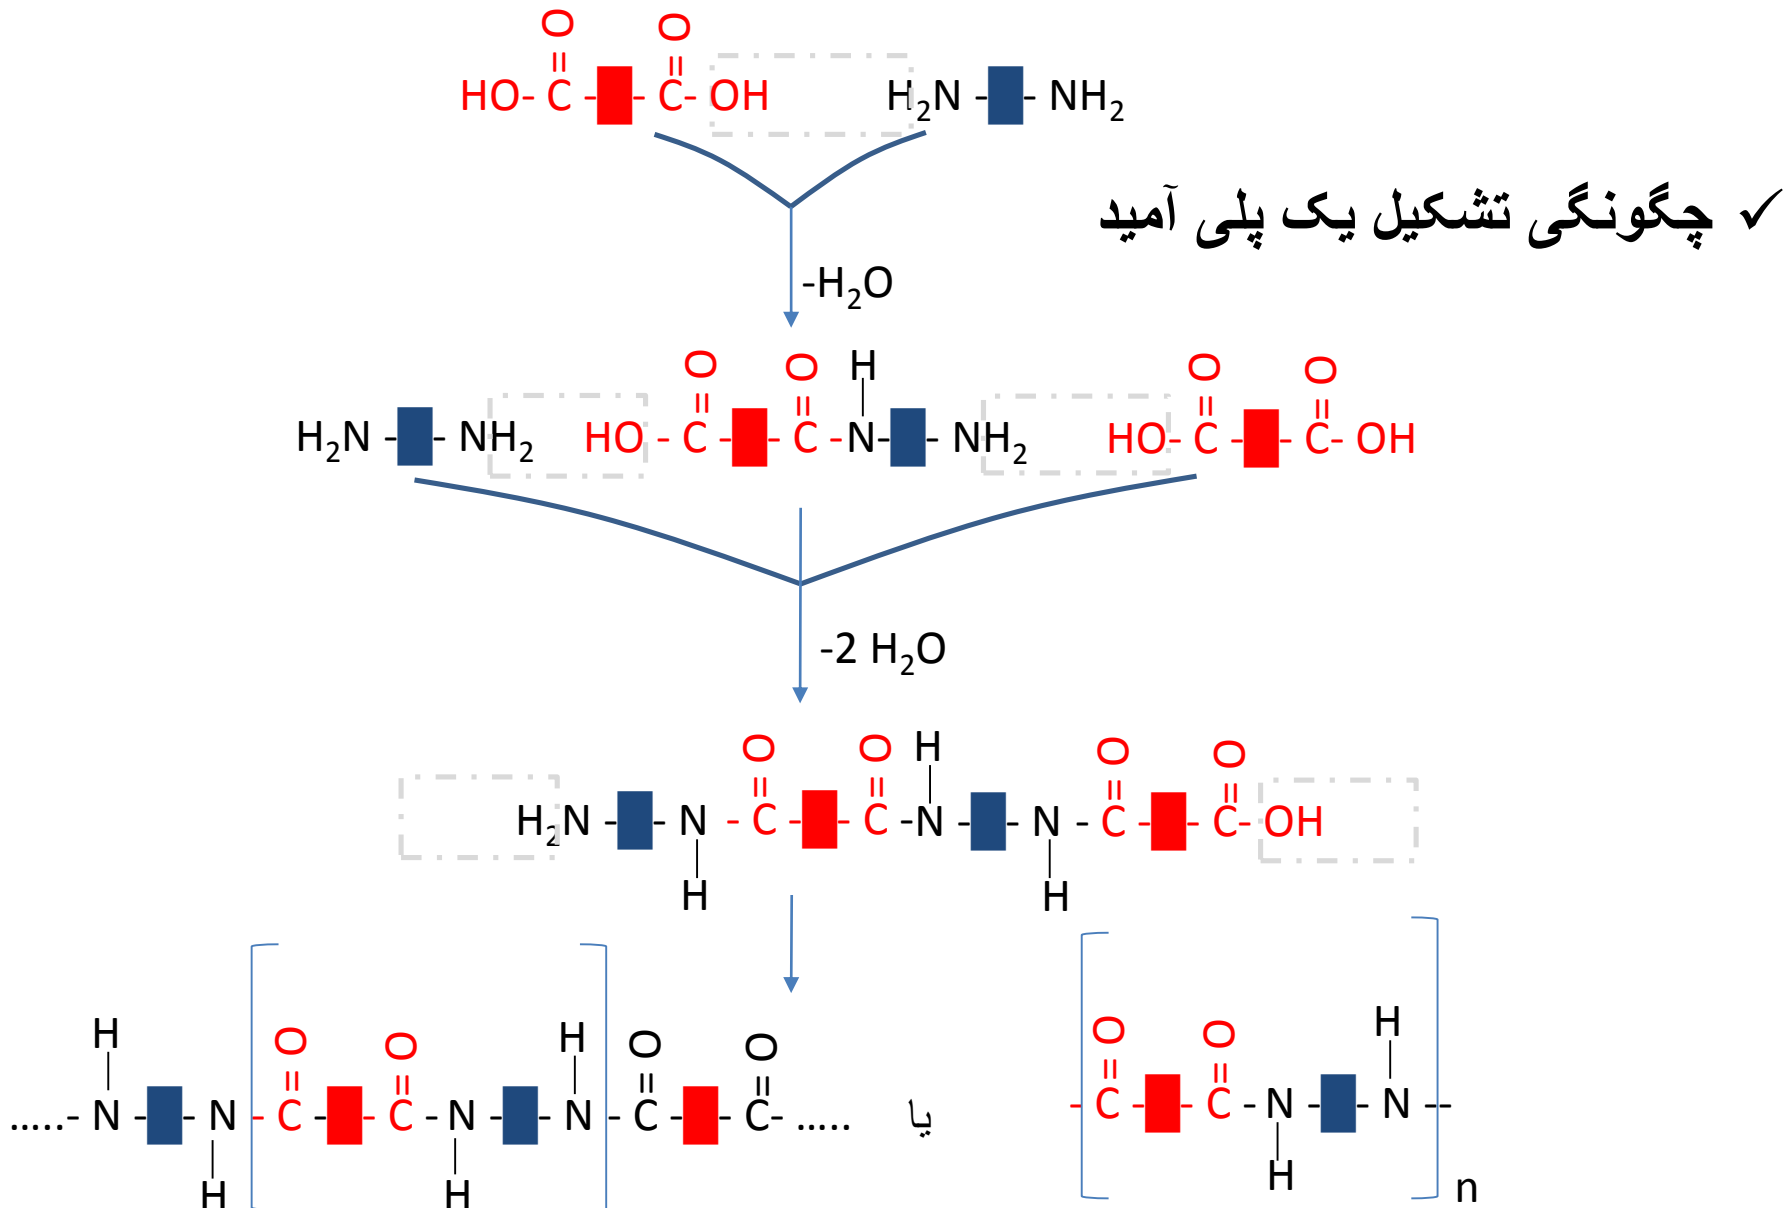 O O
|| ||
HO- C - - C- OH H₂N - - NH₂
✓ چگونگی تشکیل یک پلی آمید
-H₂O
O O H O O
H₂N - - NH₂ HO - C - - C - N - - NH₂ HO- C - - C- OH
-2 H₂O
O O H O O
H₂N - - N - C - - C -N - - N - C - - C- OH
H H
H O O H O O O O H
.....- N - - N - C - - C - N - - N - C - - C- ..... یا - C - - C - N - - N --
H H H n